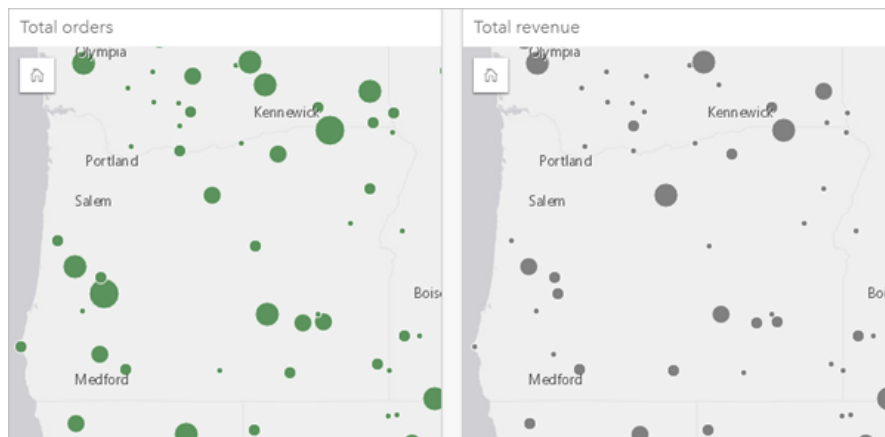 Total orders
Total revenue
Olympia
Kennewick
Portland
Salem
Medford
Olympia
Kennewick
Portland
Salem
Medford